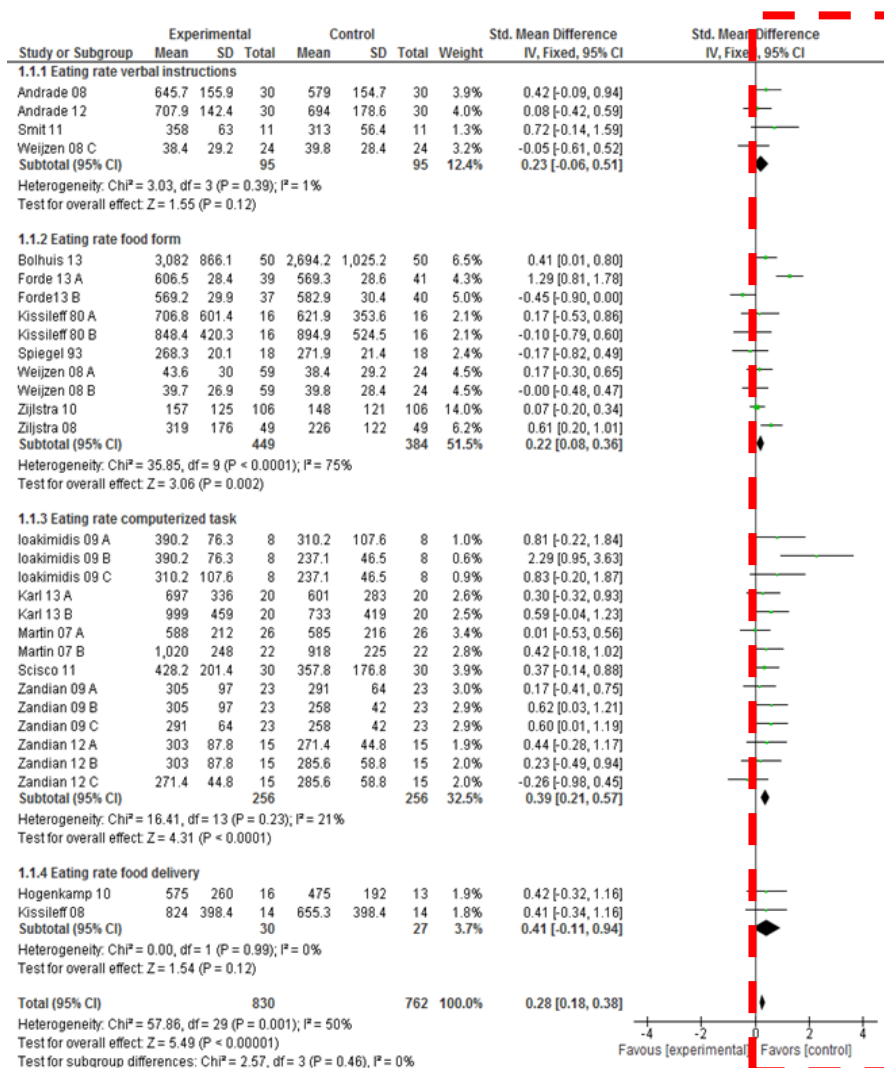 Experimental Control Std. Mean Difference Std. Mean Difference
Study or Subgroup Mean SD Total Mean SD Total Weight IV, Fixed, 95% CI IV, Fixed, 95% CI
1.1.1 Eating rate verbal instructions
Andrade 08 645.7 155.9 30 579 154.7 30 3.9% 0.42 [-0.09, 0.94]
Andrade 12 707.9 142.4 30 694 178.6 30 4.0% 0.08 [-0.42, 0.59]
Smit 11 358 63 11 313 56.4 11 1.3% 0.72 [-0.14, 1.59]
Weijzen 08 C 38.4 29.2 24 39.8 28.4 24 3.2% -0.05 [-0.61, 0.52]
Subtotal (95% CI) 95 95 12.4% 0.23 [-0.06, 0.51]
Heterogeneity: Chi² = 3.03, df = 3 (P = 0.39); I² = 1%
Test for overall effect: Z = 1.55 (P = 0.12)
1.1.2 Eating rate food form
Bolhuis 13 3,082 866.1 50 2,694.2 1,025.2 50 6.5% 0.41 [0.01, 0.80]
Forde 13 A 606.5 28.4 39 569.3 28.6 41 4.3% 1.29 [0.81, 1.78]
Forde13 B 569.2 29.9 37 582.9 30.4 40 5.0% -0.45 [-0.90, 0.00]
Kissileff 80 A 706.8 601.4 16 621.9 353.6 16 2.1% 0.17 [-0.53, 0.86]
Kissileff 80 B 848.4 420.3 16 894.9 524.5 16 2.1% -0.10 [-0.79, 0.60]
Spiegel 93 268.3 20.1 18 271.9 21.4 18 2.4% -0.17 [-0.82, 0.49]
Weijzen 08 A 43.6 30 59 38.4 29.2 24 4.5% 0.17 [-0.30, 0.65]
Weijzen 08 B 39.7 26.9 59 39.8 28.4 24 4.5% -0.00 [-0.48, 0.47]
Zijlstra 10 157 125 106 148 121 106 14.0% 0.07 [-0.20, 0.34]
Ziljstra 08 319 176 49 226 122 49 6.2% 0.61 [0.20, 1.01]
Subtotal (95% CI) 449 384 51.5% 0.22 [0.08, 0.36]
Heterogeneity: Chi² = 35.85, df = 9 (P < 0.0001); I² = 75%
Test for overall effect: Z = 3.06 (P = 0.002)
1.1.3 Eating rate computerized task
Ioakimidis 09 A 390.2 76.3 8 310.2 107.6 8 1.0% 0.81 [-0.22, 1.84]
Ioakimidis 09 B 390.2 76.3 8 237.1 46.5 8 0.6% 2.29 [0.95, 3.63]
Ioakimidis 09 C 310.2 107.6 8 237.1 46.5 8 0.9% 0.83 [-0.20, 1.87]
Karl 13 A 697 336 20 601 283 20 2.6% 0.30 [-0.32, 0.93]
Karl 13 B 999 459 20 733 419 20 2.5% 0.59 [-0.04, 1.23]
Martin 07 A 588 212 26 585 216 26 3.4% 0.01 [-0.53, 0.56]
Martin 07 B 1,020 248 22 918 225 22 2.8% 0.42 [-0.18, 1.02]
Scisco 11 428.2 201.4 30 357.8 176.8 30 3.9% 0.37 [-0.14, 0.88]
Zandian 09 A 305 97 23 291 64 23 3.0% 0.17 [-0.41, 0.75]
Zandian 09 B 305 97 23 258 42 23 2.9% 0.62 [0.03, 1.21]
Zandian 09 C 291 64 23 258 42 23 2.9% 0.60 [0.01, 1.19]
Zandian 12 A 303 87.8 15 271.4 44.8 15 1.9% 0.44 [-0.28, 1.17]
Zandian 12 B 303 87.8 15 285.6 58.8 15 2.0% 0.23 [-0.49, 0.94]
Zandian 12 C 271.4 44.8 15 285.6 58.8 15 2.0% -0.26 [-0.98, 0.45]
Subtotal (95% CI) 256 256 32.5% 0.39 [0.21, 0.57]
Heterogeneity: Chi² = 16.41, df = 13 (P = 0.23); I² = 21%
Test for overall effect: Z = 4.31 (P < 0.0001)
1.1.4 Eating rate food delivery
Hogenkamp 10 575 260 16 475 192 13 1.9% 0.42 [-0.32, 1.16]
Kissileff 08 824 398.4 14 655.3 398.4 14 1.8% 0.41 [-0.34, 1.16]
Subtotal (95% CI) 30 27 3.7% 0.41 [-0.11, 0.94]
Heterogeneity: Chi² = 0.00, df = 1 (P = 0.99); I² = 0%
Test for overall effect: Z = 1.54 (P = 0.12)
Total (95% CI) 830 762 100.0% 0.28 [0.18, 0.38]
Heterogeneity: Chi² = 57.86, df = 29 (P = 0.001); I² = 50%
Test for overall effect: Z = 5.49 (P < 0.00001)
Test for subgroup differences: Chi² = 2.57, df = 3 (P = 0.46), I² = 0%
-4 -2 0 2 4
Favous [experimental] Favors [control]